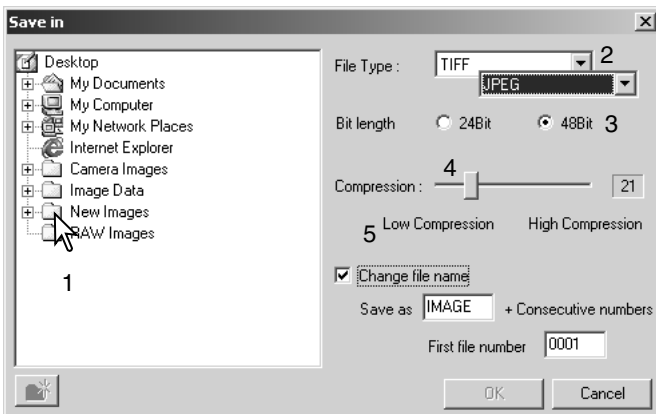 Save in
Desktop
My Documents
My Computer
My Network Places
Internet Explorer
Camera Images
Image Data
New Images
RAW Images
1
File Type :
TIFF
2
JPEG
Bit length
24Bit
48Bit
3
4
Compression :
21
5
Low Compression
High Compression
Change file name
Save as
IMAGE
+ Consecutive numbers
First file number
0001
OK
Cancel